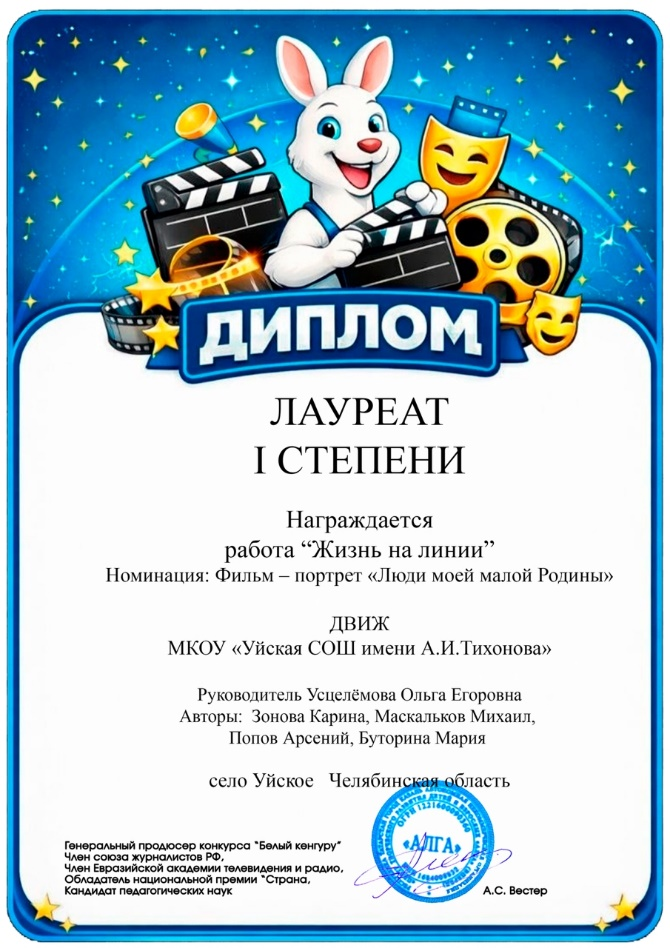 ДИПЛОМ
ЛАУРЕАТ
I СТЕПЕНИ
Награждается
работа “Жизнь на линии”
Номинация: Фильм – портрет «Люди моей малой Родины»
ДВИЖ
МКОУ «Уйская СОШ имени А.И.Тихонова»
Руководитель Усцелёмова Ольга Егоровна
Авторы: Зонова Карина, Маскальков Михаил,
Попов Арсений, Буторина Мария
село Уйское Челябинская область
«АЛГА»
Генеральный продюсер конкурса "Белый кенгуру"
Член союза журналистов РФ,
Член Евразийской академии телевидения и радио,
Обладатель национальной премии "Страна,
Кандидат педагогических наук
А.С. Вестер